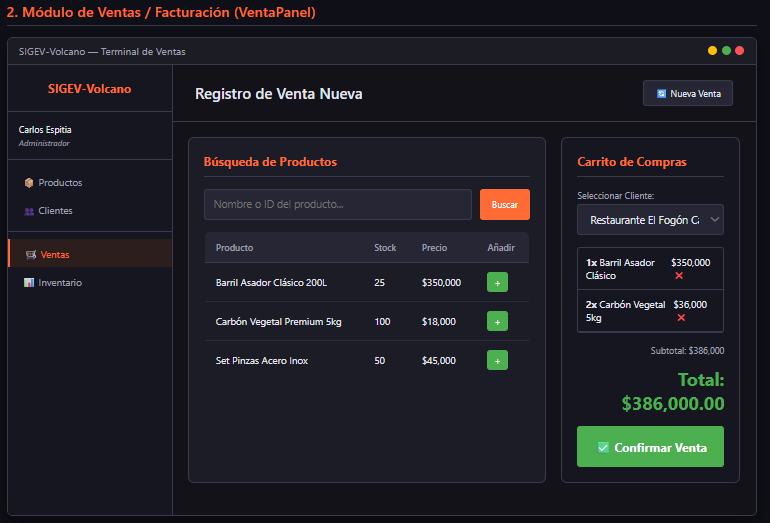 2. Módulo de Ventas / Facturación (VentaPanel)
SIGEV-Volcano — Terminal de Ventas
SIGEV-Volcano
Carlos Espitia
Administrador
Productos
Clientes
Ventas
Inventario
Registro de Venta Nueva
Nueva Venta
Búsqueda de Productos
Nombre o ID del producto...
Buscar
Producto Stock Precio Añadir
Barril Asador Clásico 200L 25 $350,000 +
Carbón Vegetal Premium 5kg 100 $18,000 +
Set Pinzas Acero Inox 50 $45,000 +
Carrito de Compras
Seleccionar Cliente:
Restaurante El Fogón
1x Barril Asador $350,000
Clásico
2x Carbón Vegetal $36,000
5kg
Subtotal: $386,000
Total:
$386,000.00
Confirmar Venta